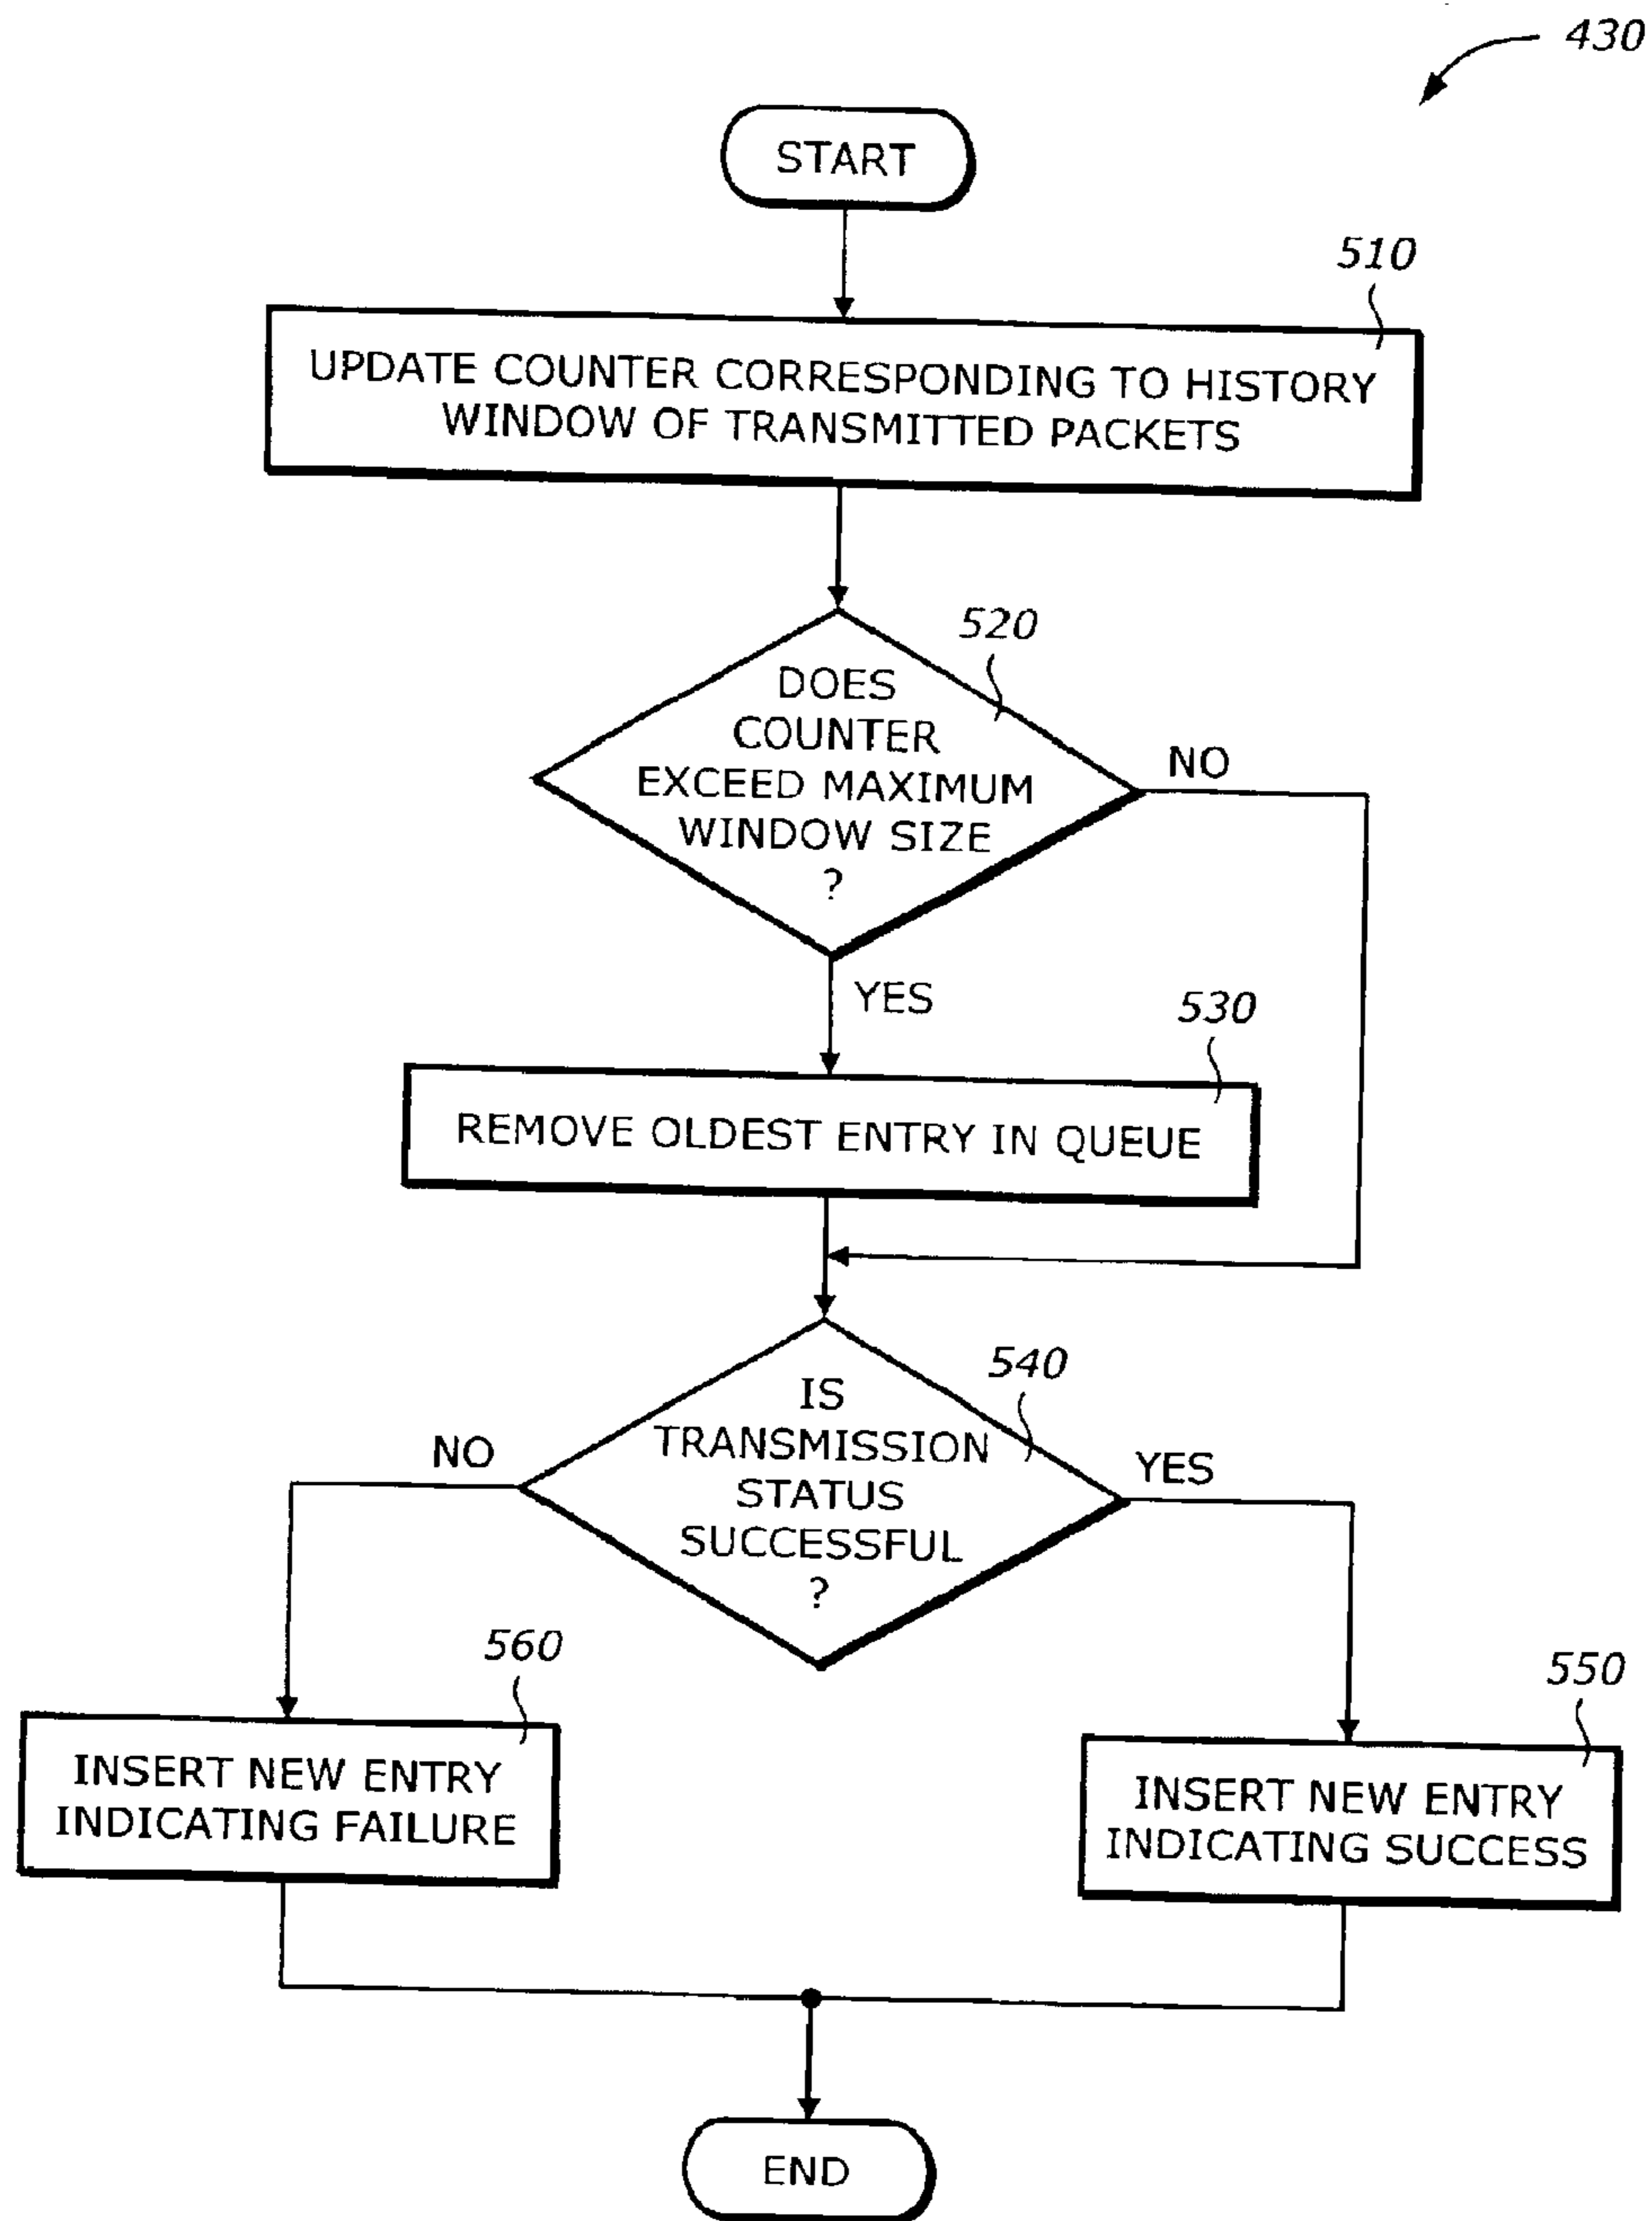 430
START
510
UPDATE COUNTER CORRESPONDING TO HISTORY
WINDOW OF TRANSMITTED PACKETS
520
DOES
COUNTER
EXCEED MAXIMUM
WINDOW SIZE
?
NO
YES
530
REMOVE OLDEST ENTRY IN QUEUE
540
IS
TRANSMISSION
STATUS
SUCCESSFUL
?
NO
YES
560
INSERT NEW ENTRY
INDICATING FAILURE
550
INSERT NEW ENTRY
INDICATING SUCCESS
END